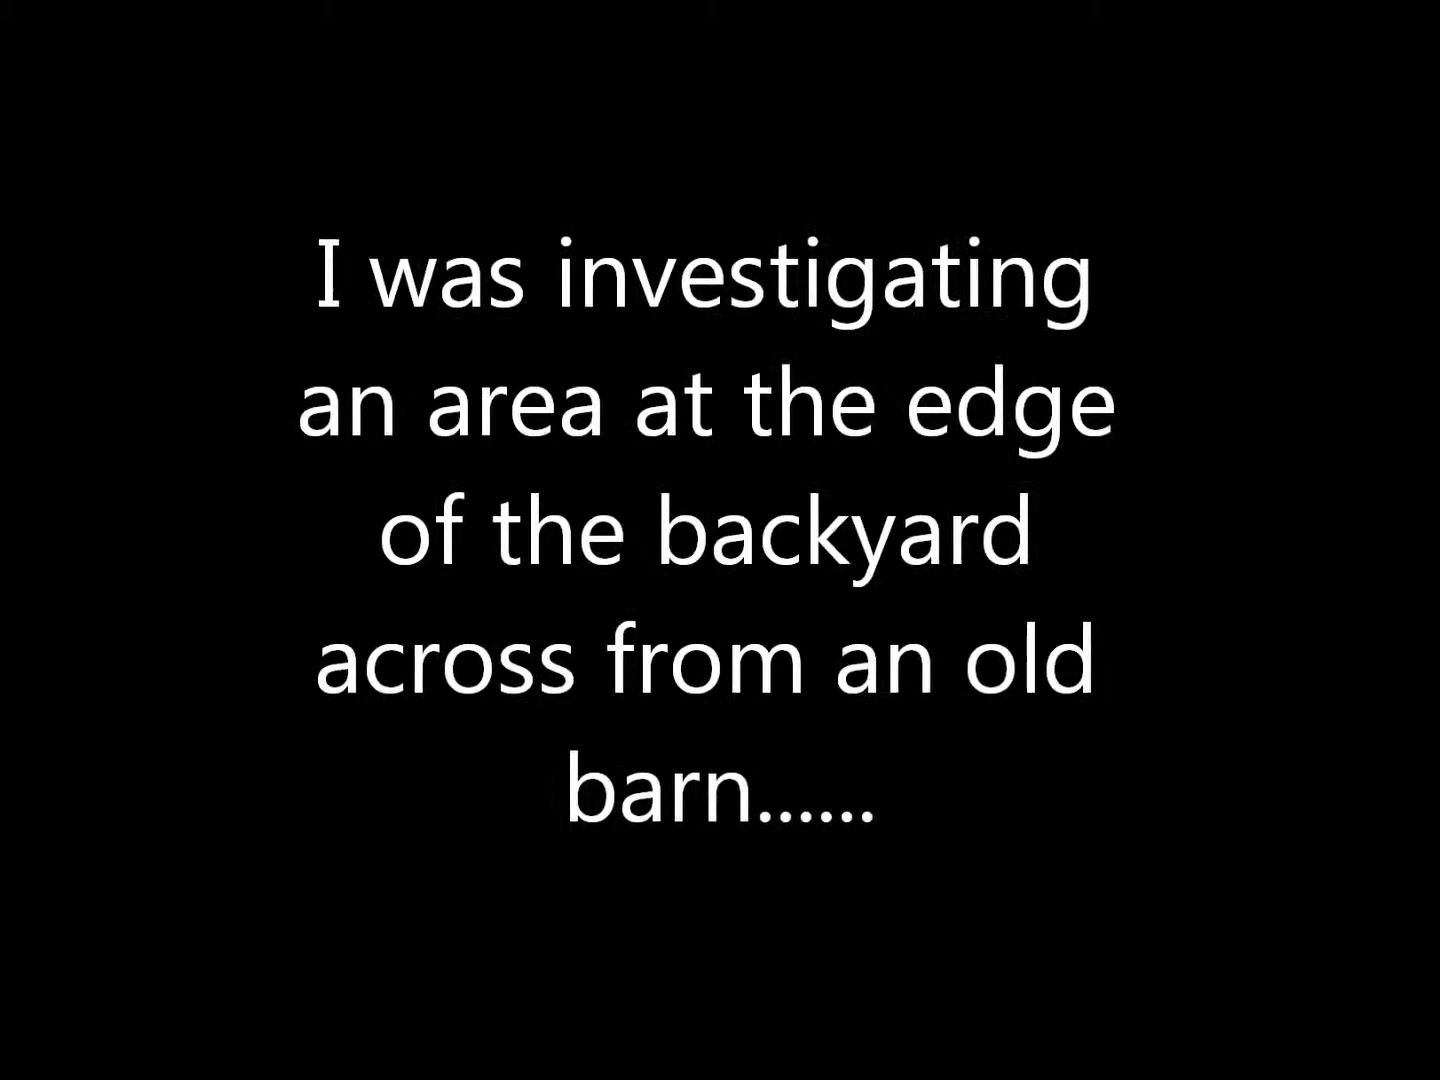 I was investigating
an area at the edge
of the backyard
across from an old
barn......